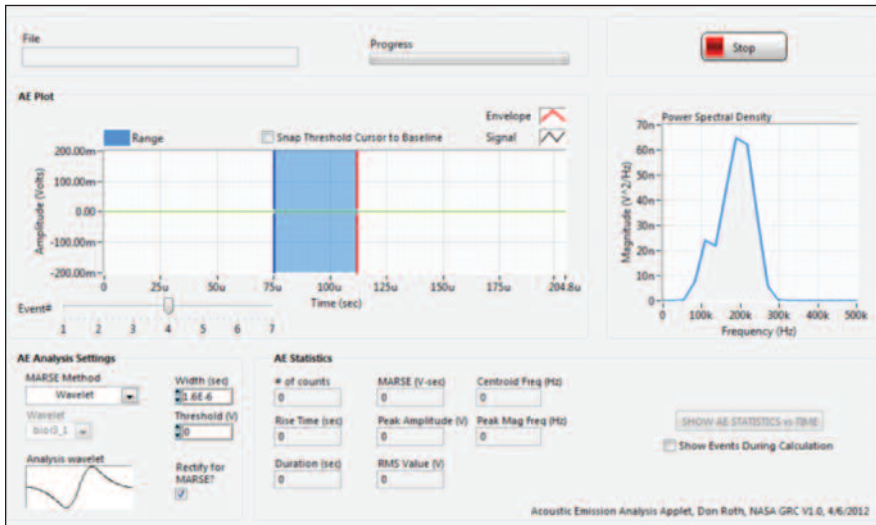 File
Progress
Stop
AE Plot
Range
Snap Threshold Cursor to Baseline
Envelope
Signal
200.00m
100.00m
0.00
-100.00m
-200.00m
Amplitude (Volts)
0 25u 50u 75u 100u 125u 150u 175u 204.8u
Time (sec)
Event#
1 2 3 4 5 6 7
Power Spectral Density
70n
60n
50n
40n
30n
20n
10n
0
Magnitude (V^2/Hz)
0 100k 200k 300k 400k 500k
Frequency (Hz)
AE Analysis Settings
MARSE Method
Wavelet
Width (sec)
1.6E-6
Wavelet
bior3_1
Threshold (V)
0
Analysis wavelet
Rectify for
MARSE?
AE Statistics
# of counts
0
MARSE (V-sec)
0
Centroid Freq (Hz)
0
Rise Time (sec)
0
Peak Amplitude (V)
0
Peak Mag Freq (Hz)
0
Duration (sec)
0
RMS Value (V)
0
SHOW AE STATISTICS vs TIME
Show Events During Calculation
Acoustic Emission Analysis Applet, Don Roth, NASA GRC V1.0, 4/6/2012